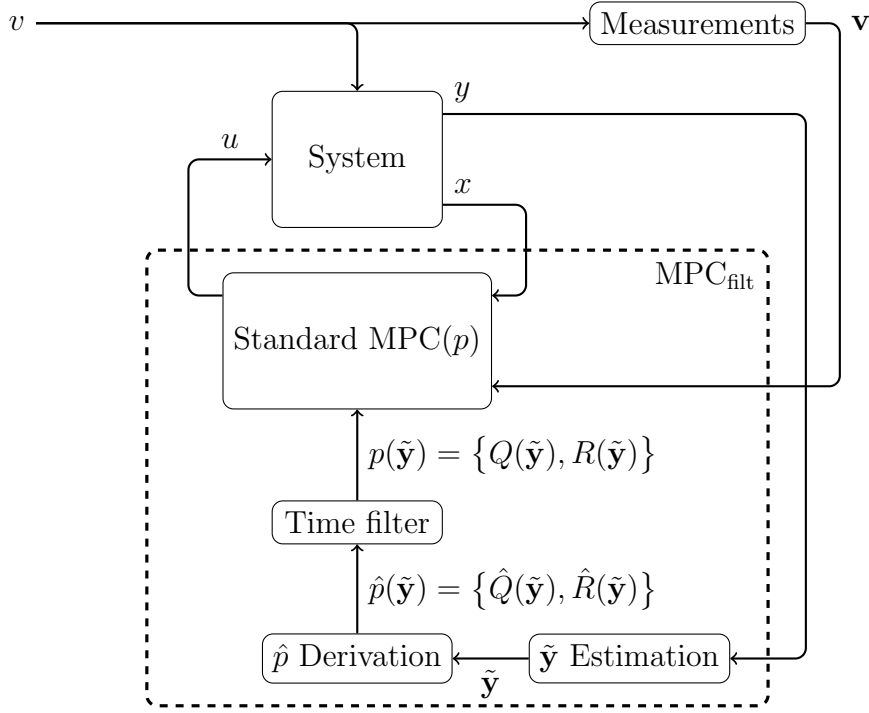 v
Measurements
𝐯
y
u
System
x
MPC_filt
Standard MPC(p)
p(𝐲̃) = {Q(𝐲̃), R(𝐲̃)}
Time filter
p̂(𝐲̃) = {Q̂(𝐲̃), R̂(𝐲̃)}
p̂ Derivation
𝐲̃
𝐲̃ Estimation